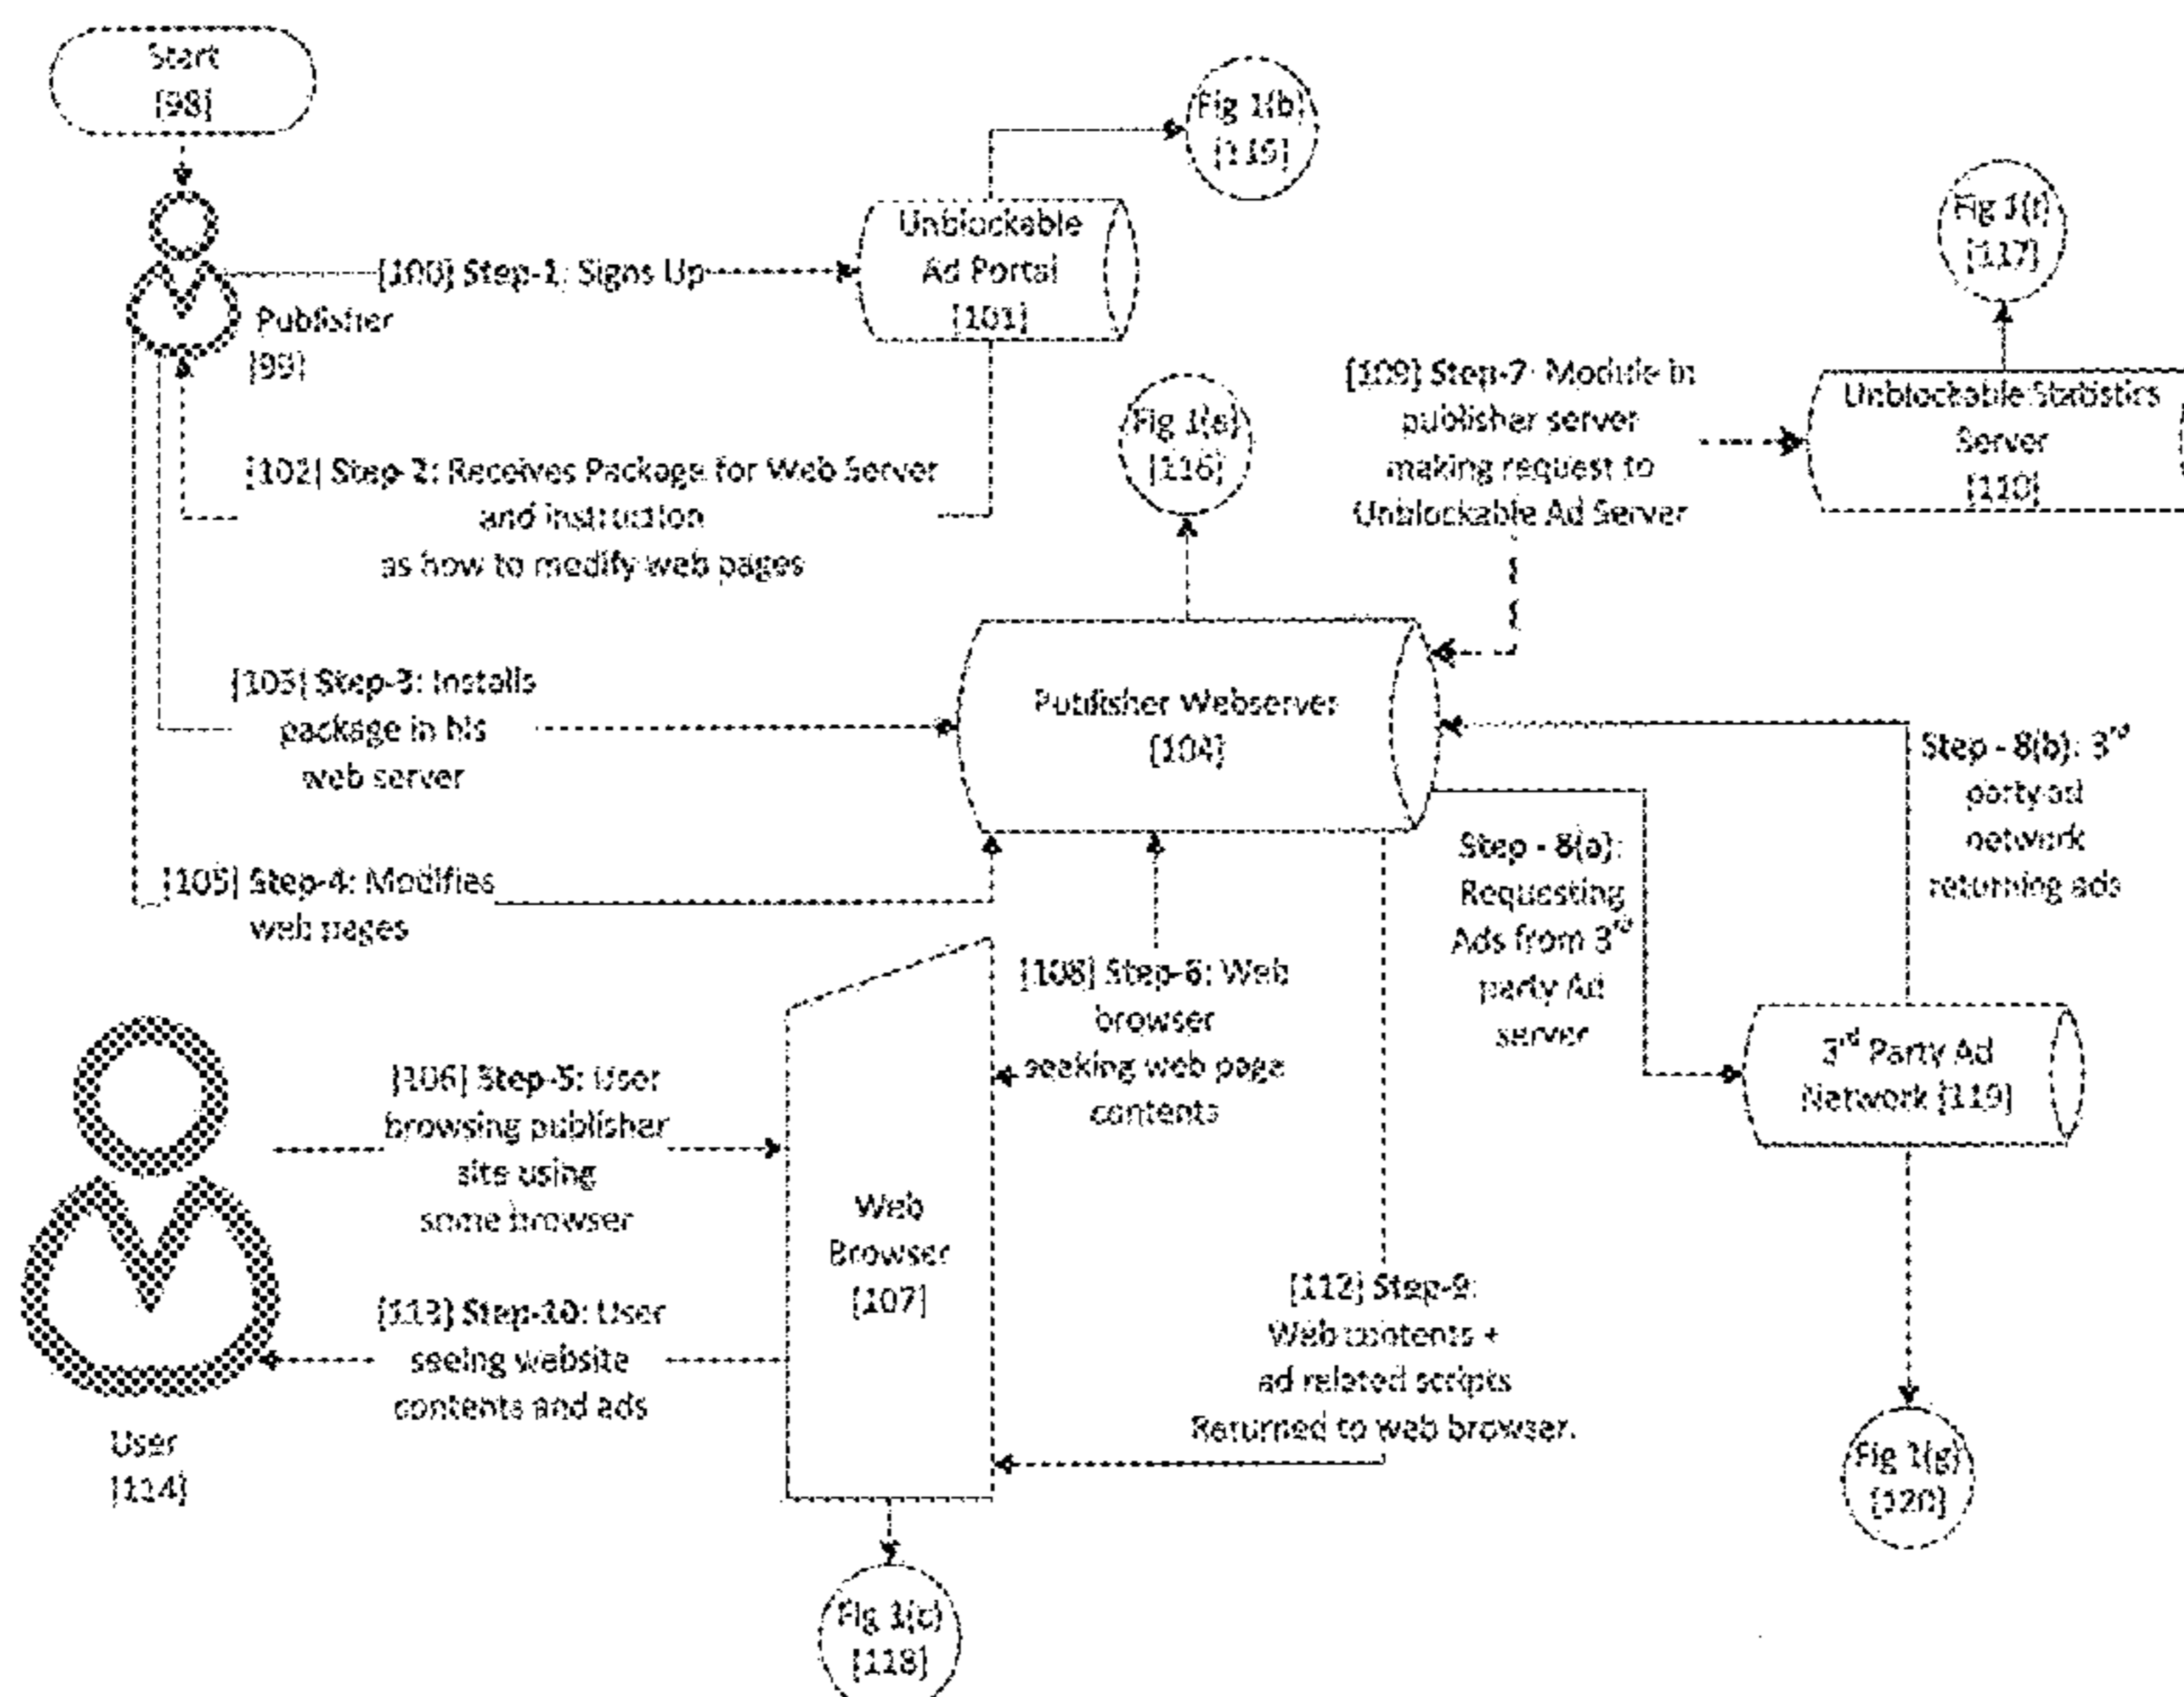 Start
[98]
Fig 1(b)
[115]
Unblockable
Ad Portal
[101]
[100] Step-1: Signs Up
Publisher
[99]
Fig 1(f)
[117]
[109] Step-7: Module in
publisher server
making request to
Unblockable Ad Server
Unblockable Statistics
Server
[110]
Fig 1(e)
[116]
[102] Step-2: Receives Package for Web Server
and instruction
as how to modify web pages
[103] Step-3: Installs
package in his
web server
Publisher Webserver
[104]
Step - 8(b): 3rd
party ad
network
returning ads
Step - 8(a):
Requesting
Ads from 3rd
party Ad
server
[105] Step-4: Modifies
web pages
[108] Step-6: Web
browser
seeking web page
contents
3rd Party Ad
Network [119]
[106] Step-5: User
browsing publisher
site using
some browser
Web
Browser
[107]
[113] Step-10: User
seeing website
contents and ads
[112] Step-9:
Web contents +
ad related scripts
Returned to web browser.
User
[114]
Fig 1(g)
[120]
Fig 1(c)
[118]